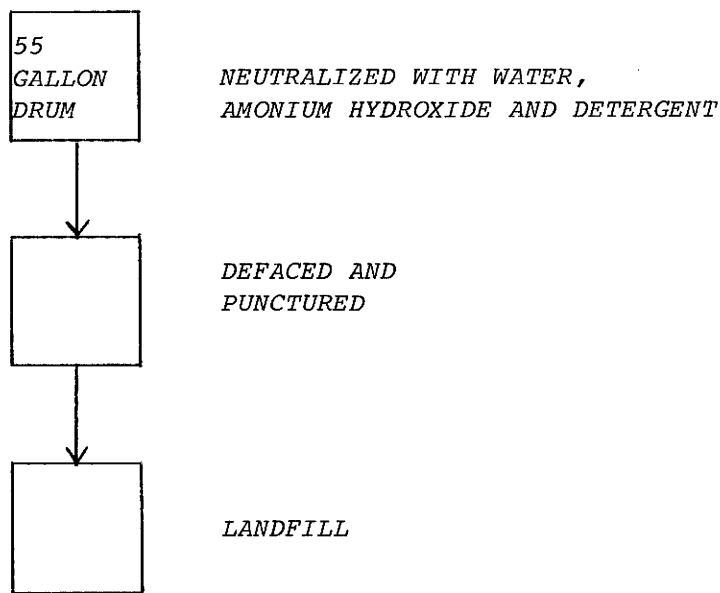 55
GALLON
DRUM
NEUTRALIZED WITH WATER,
AMONIUM HYDROXIDE AND DETERGENT
DEFACED AND
PUNCTURED
LANDFILL